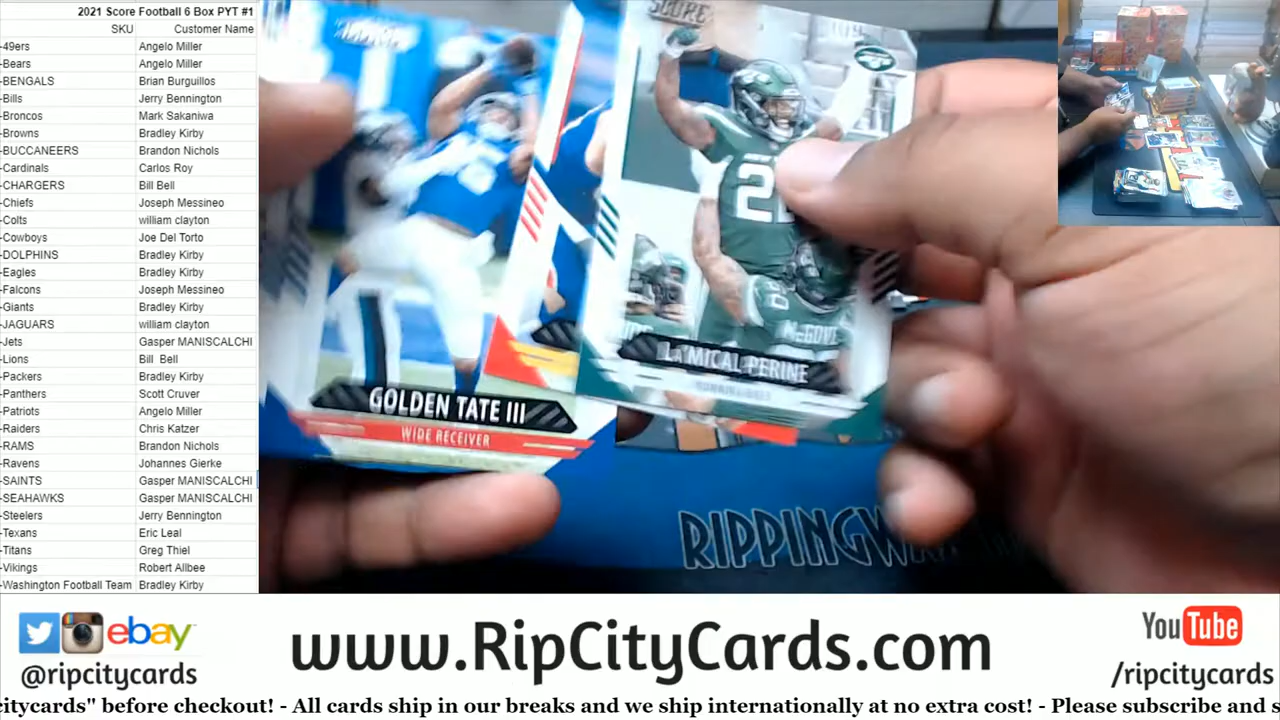 2021 Score Football 6 Box PYT #1
SKU Customer Name
-49ers Angelo Miller
-Bears Angelo Miller
-BENGALS Brian Burguillos
-Bills Jerry Bennington
-Broncos Mark Sakaniwa
-Browns Bradley Kirby
-BUCCANEERS Brandon Nichols
-Cardinals Carlos Roy
-CHARGERS Bill Bell
-Chiefs Joseph Messineo
-Colts william clayton
-Cowboys Joe Del Torto
-DOLPHINS Bradley Kirby
-Eagles Bradley Kirby
-Falcons Joseph Messineo
-Giants Bradley Kirby
-JAGUARS william clayton
-Jets Gasper MANISCALCHI
-Lions Bill Bell
-Packers Bradley Kirby
-Panthers Scott Cruver
-Patriots Angelo Miller
-Raiders Chris Katzer
-RAMS Brandon Nichols
-Ravens Johannes Gierke
-SAINTS Gasper MANISCALCHI
-SEAHAWKS Gasper MANISCALCHI
-Steelers Jerry Bennington
-Texans Eric Leal
-Titans Greg Thiel
-Vikings Robert Allbee
-Washington Football Team Bradley Kirby
SCORE
LA'MICAL PERINE
GOLDEN TATE III
WIDE RECEIVER
ebay
@ripcitycards
www.RipCityCards.com
YouTube
/ripcitycards
citycards" before checkout! - All cards ship in our breaks and we ship internationally at no extra cost! - Please subscribe and s